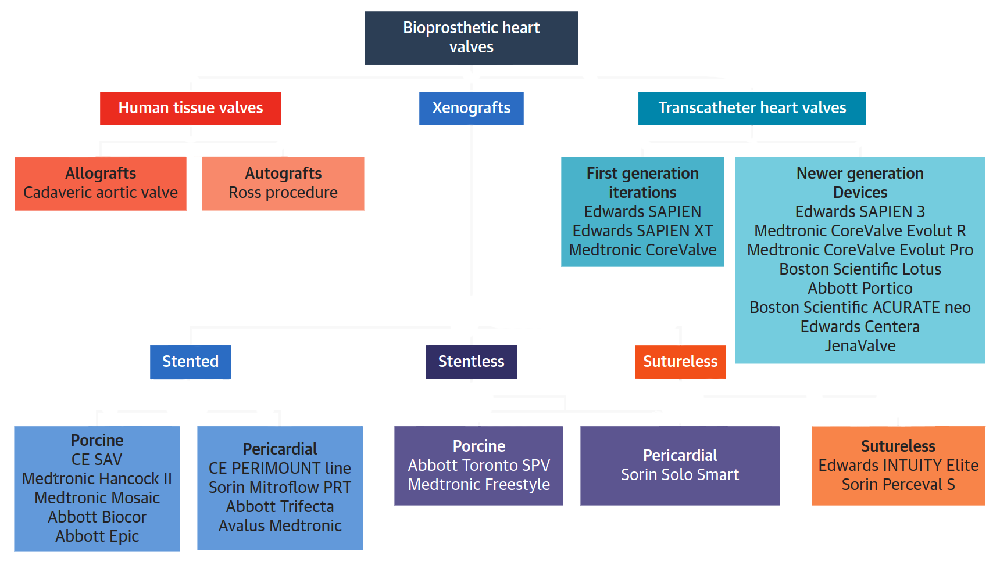 Bioprosthetic heart
valves
Human tissue valves
Xenografts
Transcatheter heart valves
Allografts
Cadaveric aortic valve
Autografts
Ross procedure
First generation
iterations
Edwards SAPIEN
Edwards SAPIEN XT
Medtronic CoreValve
Newer generation
Devices
Edwards SAPIEN 3
Medtronic CoreValve Evolut R
Medtronic CoreValve Evolut Pro
Boston Scientific Lotus
Abbott Portico
Boston Scientific ACURATE neo
Edwards Centera
JenaValve
Stented
Stentless
Sutureless
Porcine
CE SAV
Medtronic Hancock II
Medtronic Mosaic
Abbott Biocor
Abbott Epic
Pericardial
CE PERIMOUNT line
Sorin Mitroflow PRT
Abbott Trifecta
Avalus Medtronic
Porcine
Abbott Toronto SPV
Medtronic Freestyle
Pericardial
Sorin Solo Smart
Sutureless
Edwards INTUITY Elite
Sorin Perceval S